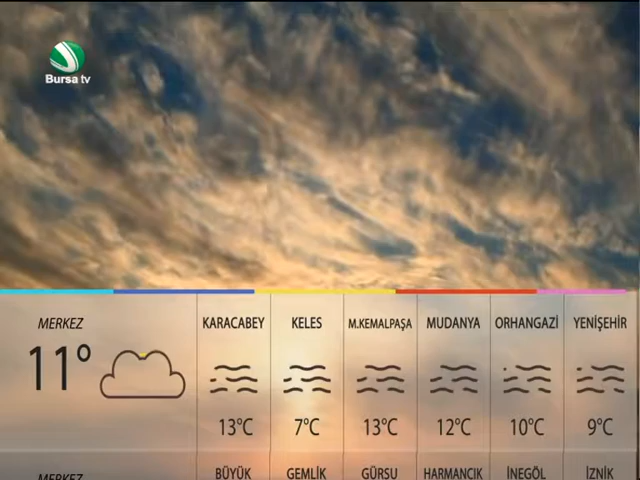 Bursa tv
MERKEZ
11°
KARACABEY
13°C
KELES
7°C
M.KEMALPAŞA
13°C
MUDANYA
12°C
ORHANGAZİ
10°C
YENİŞEHİR
9°C
MERKEZ
BÜYÜK
GEMLİK
GÜRSU
HARMANCIK
İNEGÖL
İZNİK